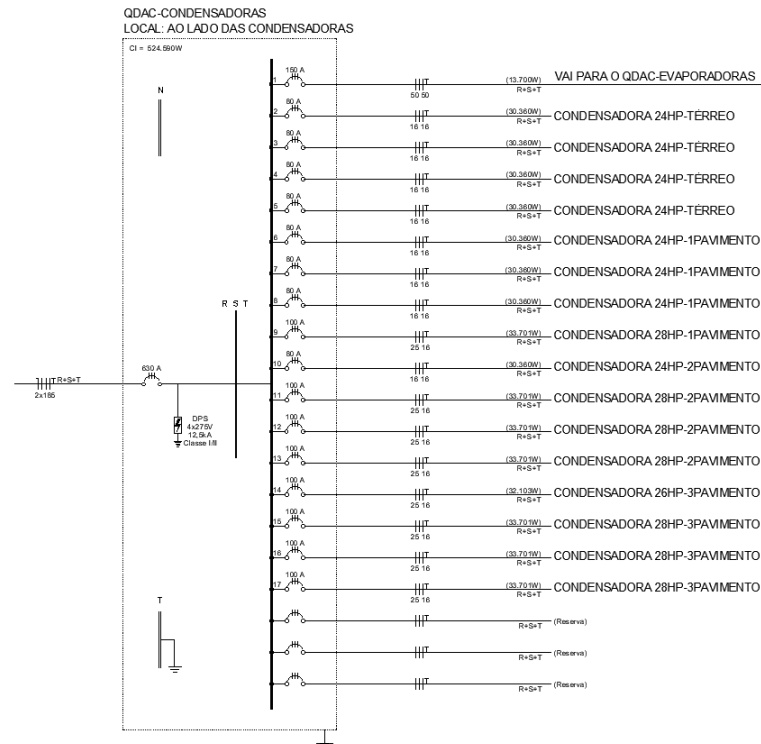 QDAC-CONDENSADORAS
LOCAL: AO LADO DAS CONDENSADORAS
CI = 524.590W
N
R S T
T
630 A
R+S+T
2x185
DPS
4x275V
12,5kA
Classe I/II
1 150 A 50 50 (13.700W) R+S+T VAI PARA O QDAC-EVAPORADORAS
2 80 A 16 16 (30.360W) R+S+T CONDENSADORA 24HP-TÉRREO
3 80 A 16 16 (30.360W) R+S+T CONDENSADORA 24HP-TÉRREO
4 80 A 16 16 (30.360W) R+S+T CONDENSADORA 24HP-TÉRREO
5 80 A 16 16 (30.360W) R+S+T CONDENSADORA 24HP-TÉRREO
6 80 A 16 16 (30.360W) R+S+T CONDENSADORA 24HP-1PAVIMENTO
7 80 A 16 16 (30.360W) R+S+T CONDENSADORA 24HP-1PAVIMENTO
8 80 A 16 16 (30.360W) R+S+T CONDENSADORA 24HP-1PAVIMENTO
9 100 A 25 16 (33.701W) R+S+T CONDENSADORA 28HP-1PAVIMENTO
10 80 A 16 16 (30.360W) R+S+T CONDENSADORA 24HP-2PAVIMENTO
11 100 A 25 16 (33.701W) R+S+T CONDENSADORA 28HP-2PAVIMENTO
12 100 A 25 16 (33.701W) R+S+T CONDENSADORA 28HP-2PAVIMENTO
13 100 A 25 16 (33.701W) R+S+T CONDENSADORA 28HP-2PAVIMENTO
14 100 A 25 16 (32.103W) R+S+T CONDENSADORA 26HP-3PAVIMENTO
15 100 A 25 16 (33.701W) R+S+T CONDENSADORA 28HP-3PAVIMENTO
16 100 A 25 16 (33.701W) R+S+T CONDENSADORA 28HP-3PAVIMENTO
17 100 A 25 16 (33.701W) R+S+T CONDENSADORA 28HP-3PAVIMENTO
R+S+T (Reserva)
R+S+T (Reserva)
R+S+T (Reserva)